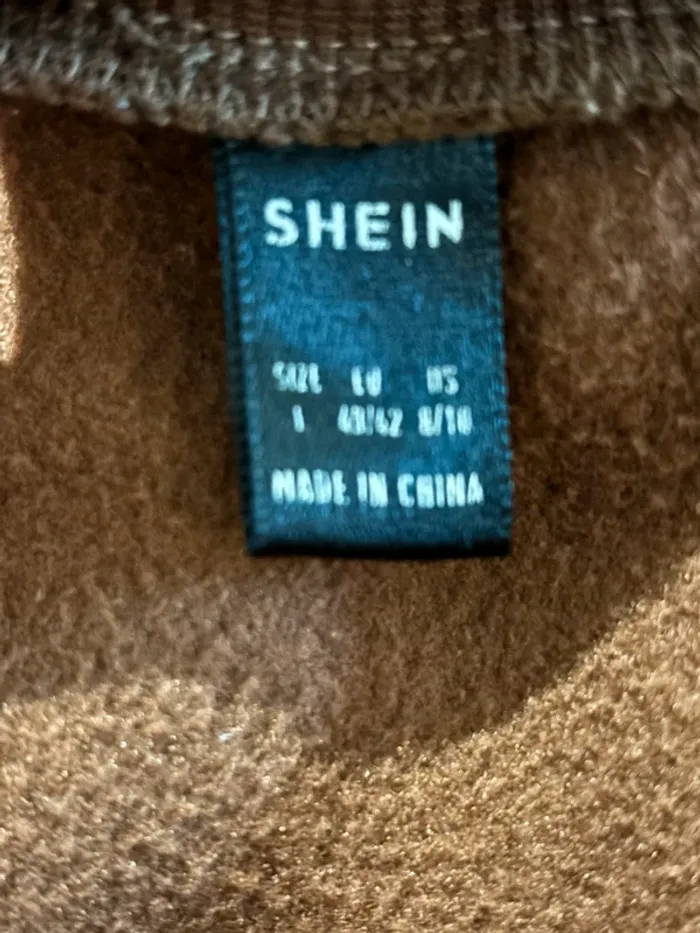 SHEIN
SIZE EU US
L 40/42 8/10
MADE IN CHINA